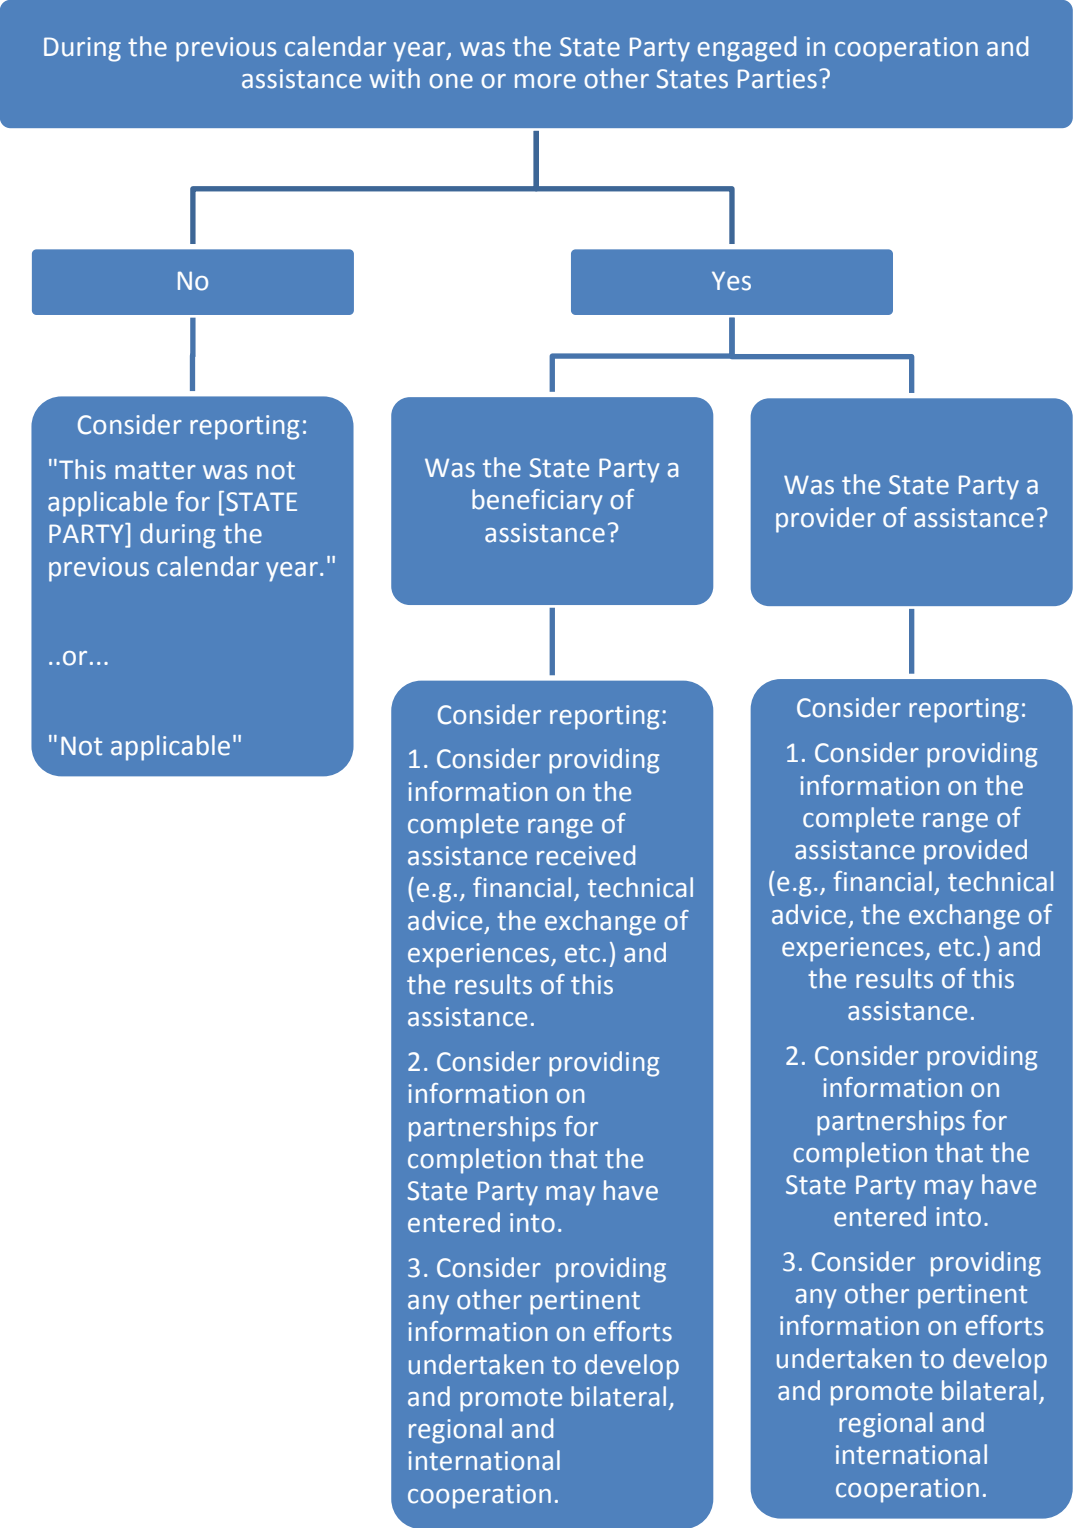 During the previous calendar year, was the State Party engaged in cooperation and
assistance with one or more other States Parties?
No
Yes
Consider reporting:
"This matter was not
applicable for [STATE
PARTY] during the
previous calendar year."
..or...
"Not applicable"
Was the State Party a
beneficiary of
assistance?
Was the State Party a
provider of assistance?
Consider reporting:
1. Consider providing
information on the
complete range of
assistance received
(e.g., financial, technical
advice, the exchange of
experiences, etc.) and
the results of this
assistance.
2. Consider providing
information on
partnerships for
completion that the
State Party may have
entered into.
3. Consider  providing
any other pertinent
information on efforts
undertaken to develop
and promote bilateral,
regional and
international
cooperation.
Consider reporting:
1. Consider providing
information on the
complete range of
assistance provided
(e.g., financial, technical
advice, the exchange of
experiences, etc.) and
the results of this
assistance.
2. Consider providing
information on
partnerships for
completion that the
State Party may have
entered into.
3. Consider  providing
any other pertinent
information on efforts
undertaken to develop
and promote bilateral,
regional and
international
cooperation.